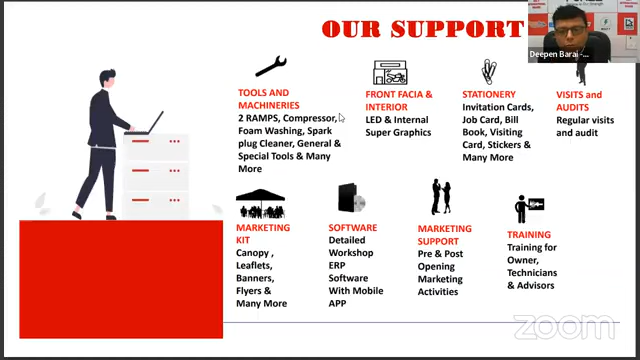 OUR SUPPORT
Deepen Barai -...
TOOLS AND
MACHINERIES
2 RAMPS, Compressor,
Foam Washing, Spark
plug Cleaner, General &
Special Tools & Many
More
FRONT FACIA &
INTERIOR
LED & Internal
Super Graphics
STATIONERY
Invitation Cards,
Job Card, Bill
Book, Visiting
Card, Stickers &
Many More
VISITS and
AUDITS
Regular visits
and audit
MARKETING
KIT
Canopy ,
Leaflets,
Banners,
Flyers &
Many More
SOFTWARE
Detailed
Workshop
ERP
Software
With Mobile
APP
MARKETING
SUPPORT
Pre & Post
Opening
Marketing
Activities
TRAINING
Training for
Owner,
Technicians
& Advisors
zoom